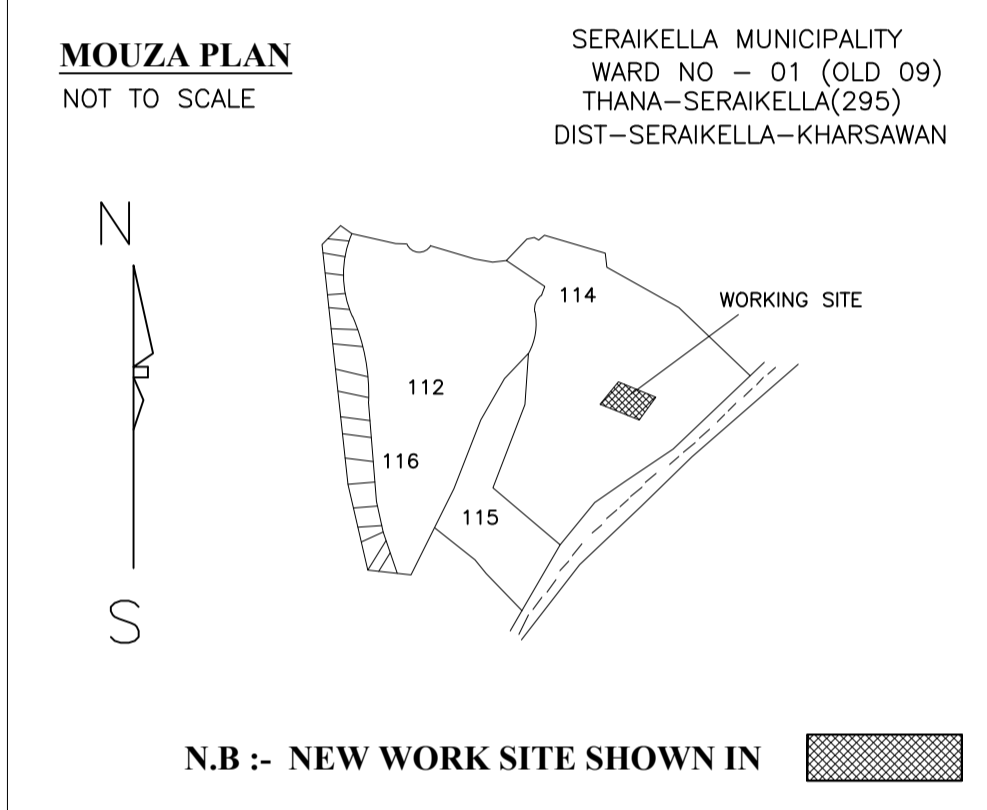 MOUZA PLAN
NOT TO SCALE
SERAIKELLA MUNICIPALITY
WARD NO – 01 (OLD 09)
THANA–SERAIKELLA(295)
DIST–SERAIKELLA–KHARSAWAN
N
114
WORKING SITE
112
116
115
S
N.B :- NEW WORK SITE SHOWN IN